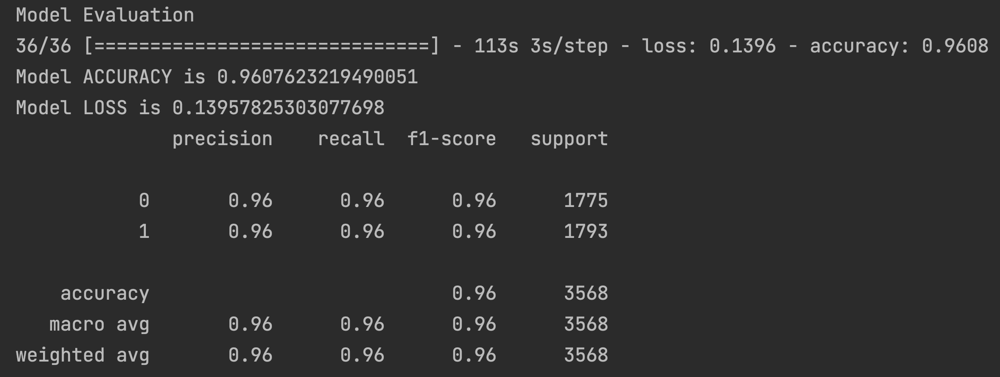 Model Evaluation
36/36 [==============================] - 113s 3s/step - loss: 0.1396 - accuracy: 0.9608
Model ACCURACY is 0.9607623219490051
Model LOSS is 0.13957825303077698
precision recall f1-score support
0 0.96 0.96 0.96 1775
1 0.96 0.96 0.96 1793
accuracy 0.96 3568
macro avg 0.96 0.96 0.96 3568
weighted avg 0.96 0.96 0.96 3568